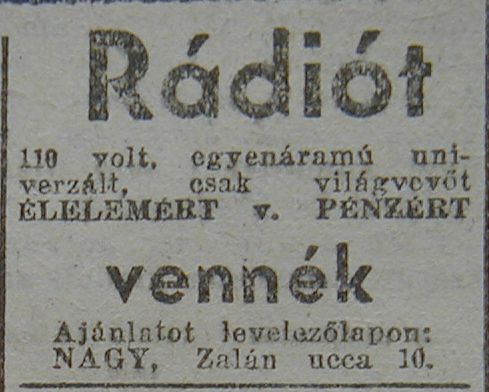 Rádiót
110 volt. egyenáramú uni-
verzált, csak világvevőt
ÉLELEMÉRT v. PÉNZÉRT
vennék
Ajánlatot levelezőlapon:
NAGY, Zalán ucca 10.